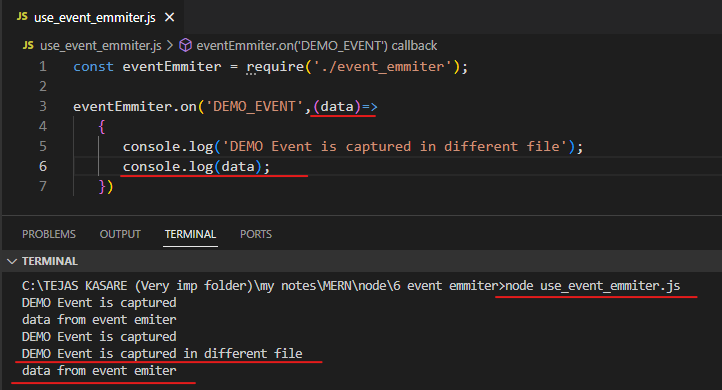 JS use_event_emmiter.js ×
JS use_event_emmiter.js > eventEmmiter.on('DEMO_EVENT') callback
1 const eventEmmiter = require('./event_emmiter');
2
3 eventEmmiter.on('DEMO_EVENT',(data)=>
4 {
5 console.log('DEMO Event is captured in different file');
6 console.log(data);
7 })
PROBLEMS OUTPUT TERMINAL PORTS
TERMINAL
C:\TEJAS KASARE (Very imp folder)\my notes\MERN\node\6 event emmiter>node use_event_emmiter.js
DEMO Event is captured
data from event emiter
DEMO Event is captured
DEMO Event is captured in different file
data from event emiter